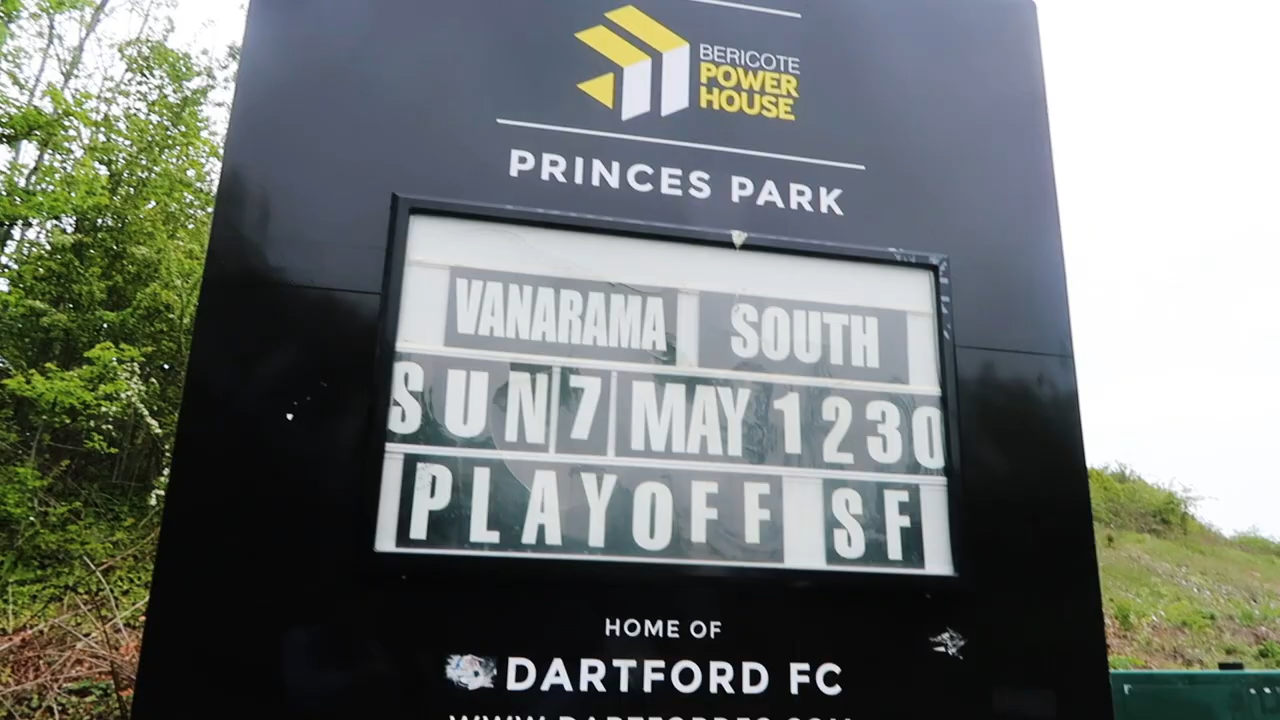 BERICOTE
POWER
HOUSE
PRINCES PARK
VANARAMA SOUTH
SUN 7 MAY 1230
PLAYOFF SF
HOME OF
DARTFORD FC